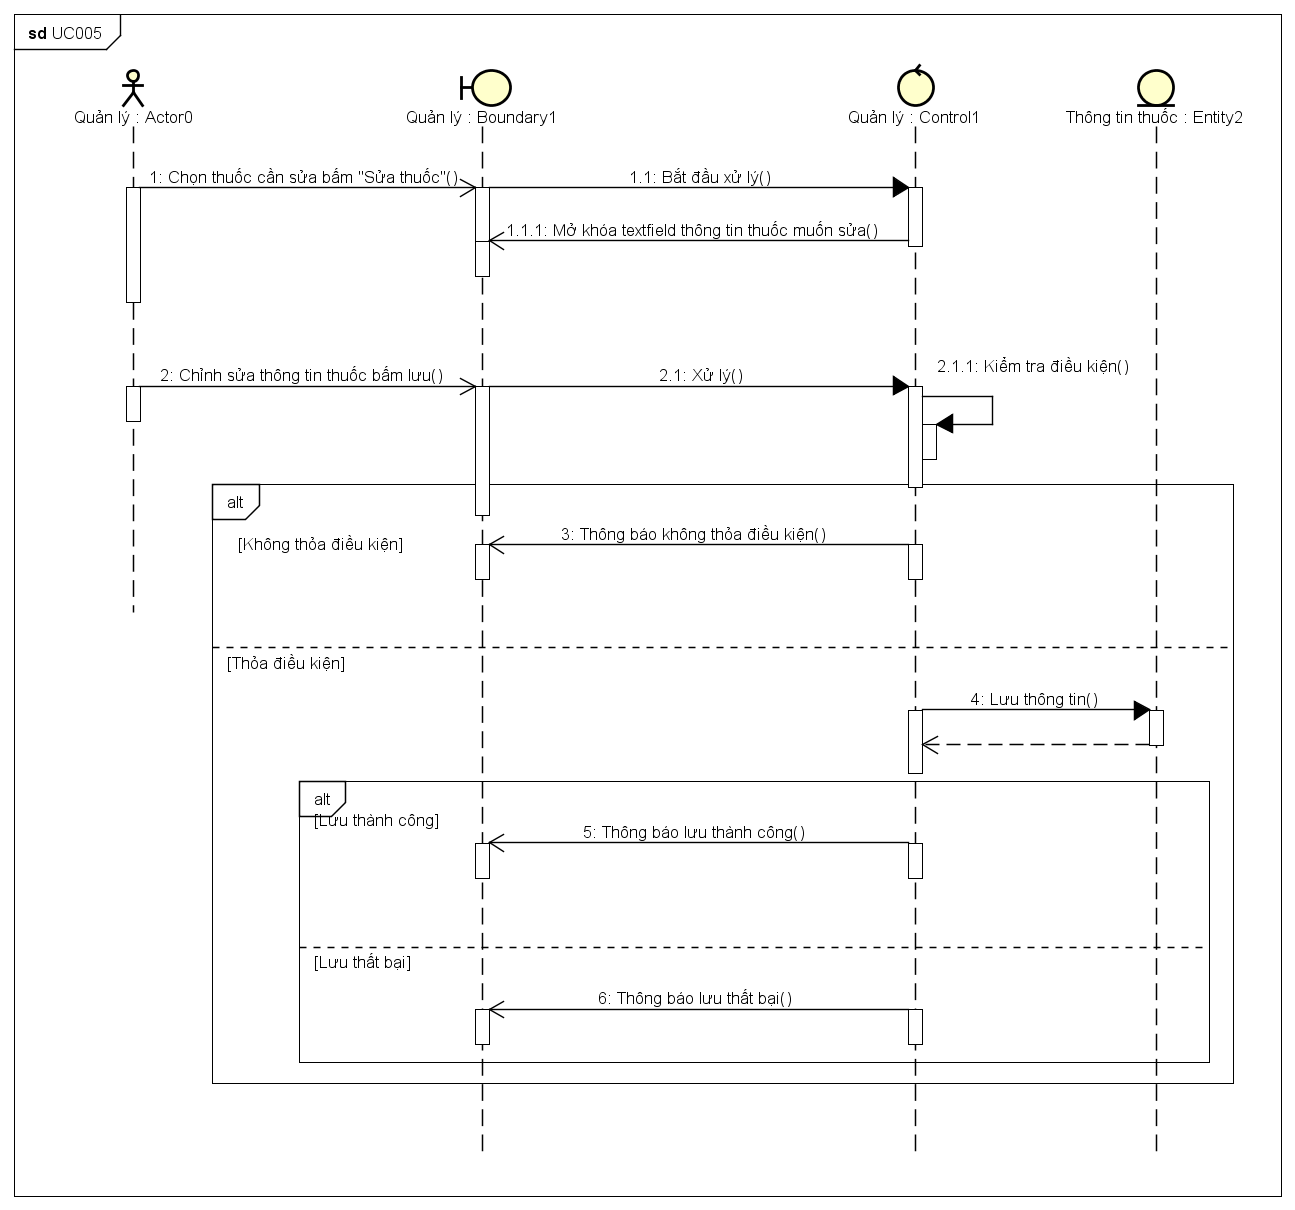 sd UC005
Quản lý : Actor0
Quản lý : Boundary1
Quản lý : Control1
Thông tin thuốc : Entity2
1: Chọn thuốc cần sửa bấm "Sửa thuốc"()
1.1: Bắt đầu xử lý()
1.1.1: Mở khóa textfield thông tin thuốc muốn sửa()
2: Chỉnh sửa thông tin thuốc bấm lưu()
2.1: Xử lý()
2.1.1: Kiểm tra điều kiện()
alt
[Không thỏa điều kiện]
3: Thông báo không thỏa điều kiện()
[Thỏa điều kiện]
4: Lưu thông tin()
alt
[Lưu thành công]
5: Thông báo lưu thành công()
[Lưu thất bại]
6: Thông báo lưu thất bại()